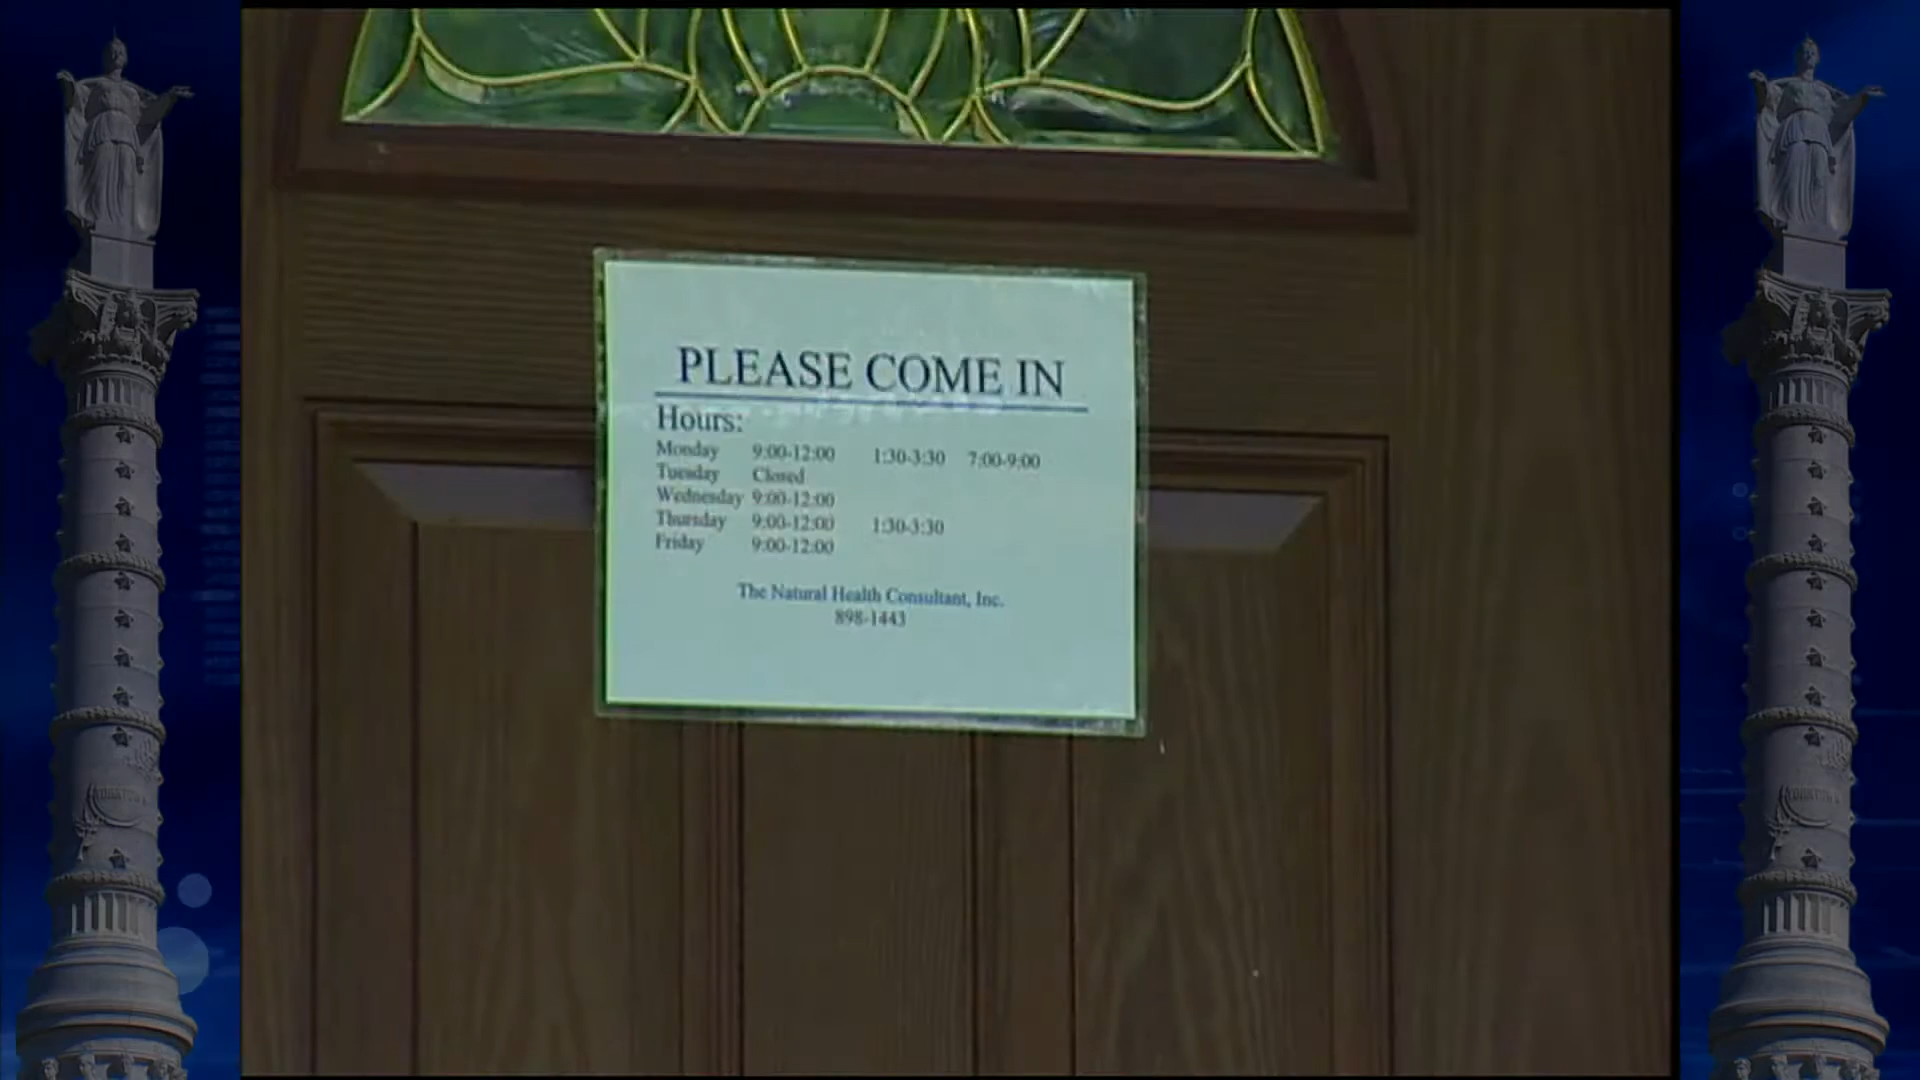 PLEASE COME IN
Hours:
Monday 9:00-12:00 1:30-3:30 7:00-9:00
Tuesday Closed
Wednesday 9:00-12:00
Thursday 9:00-12:00 1:30-3:30
Friday 9:00-12:00
The Natural Health Consultant, Inc.
898-1443